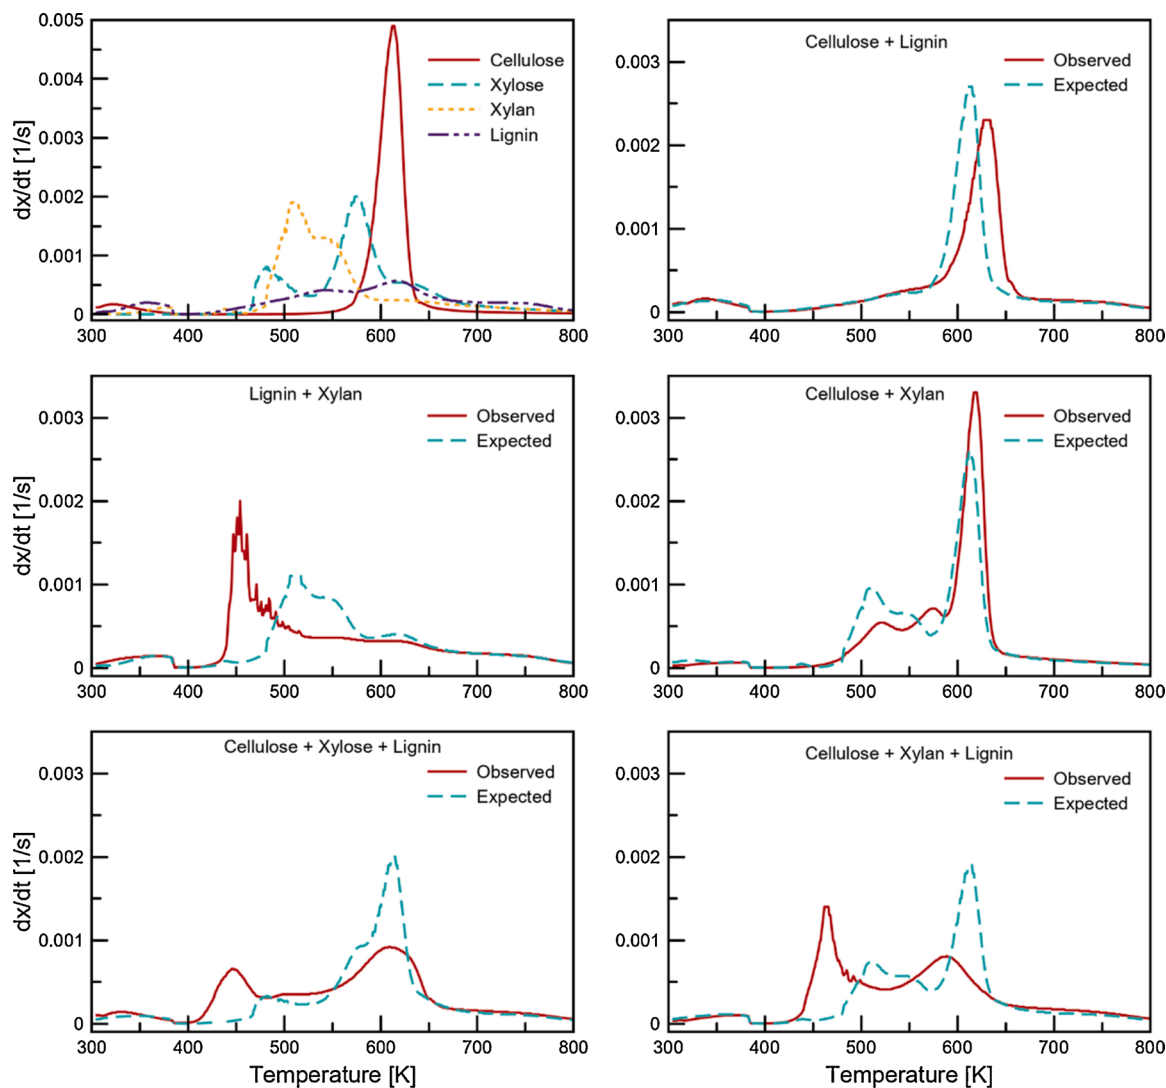 0.005
0.004
0.003
0.002
0.001
0
dx/dt [1/s]
Cellulose
Xylose
Xylan
Lignin
300 400 500 600 700 800
Cellulose + Lignin
Observed
Expected
0.003
0.002
0.001
0
300 400 500 600 700 800
Lignin + Xylan
Observed
Expected
0.003
0.002
0.001
0
dx/dt [1/s]
300 400 500 600 700 800
Cellulose + Xylan
Observed
Expected
0.003
0.002
0.001
0
300 400 500 600 700 800
Cellulose + Xylose + Lignin
Observed
Expected
0.003
0.002
0.001
0
dx/dt [1/s]
300 400 500 600 700 800
Temperature [K]
Cellulose + Xylan + Lignin
Observed
Expected
0.003
0.002
0.001
0
300 400 500 600 700 800
Temperature [K]